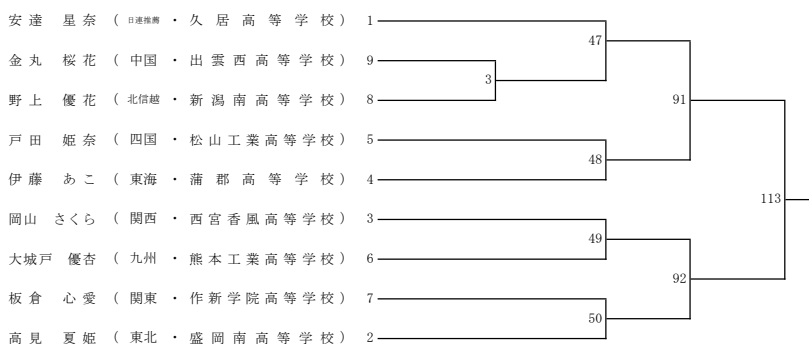 安達 星奈 ( 日連推薦 ・ 久居高等学校 ) 1
47
金丸 桜花 ( 中国 ・ 出雲西高等学校 ) 9
3
野上 優花 ( 北信越 ・ 新潟南高等学校 ) 8
91
戸田 姫奈 ( 四国 ・ 松山工業高等学校 ) 5
48
伊藤 あこ ( 東海 ・ 蒲郡高等学校 ) 4
113
岡山 さくら ( 関西 ・ 西宮香風高等学校 ) 3
49
大城戸 優杏 ( 九州 ・ 熊本工業高等学校 ) 6
92
板倉 心愛 ( 関東 ・ 作新学院高等学校 ) 7
50
高見 夏姫 ( 東北 ・ 盛岡南高等学校 ) 2